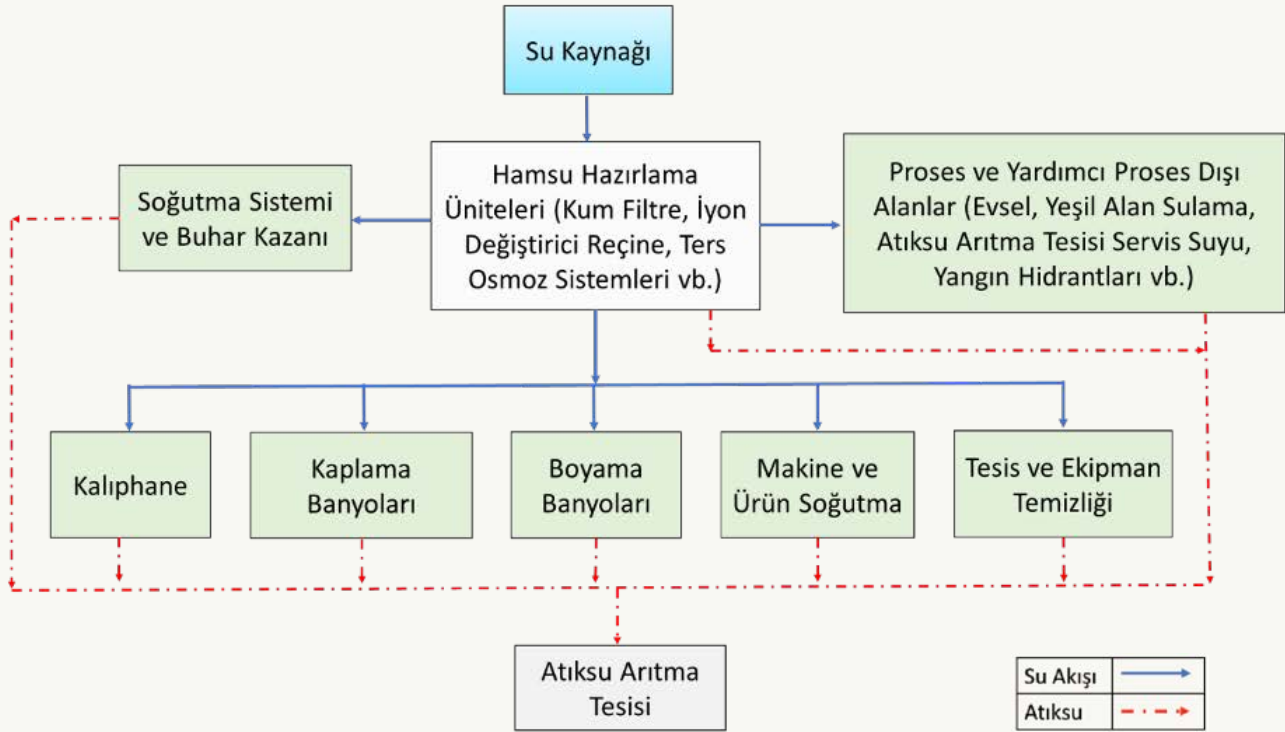 Su Kaynağı
Hamsu Hazırlama
Üniteleri (Kum Filtre, İyon
Değiştirici Reçine, Ters
Osmoz Sistemleri vb.)
Soğutma Sistemi
ve Buhar Kazanı
Proses ve Yardımcı Proses Dışı
Alanlar (Evsel, Yeşil Alan Sulama,
Atıksu Arıtma Tesisi Servis Suyu,
Yangın Hidrantları vb.)
Kalıphane
Kaplama
Banyoları
Boyama
Banyoları
Makine ve
Ürün Soğutma
Tesis ve Ekipman
Temizliği
Atıksu Arıtma
Tesisi
Su Akışı
Atıksu